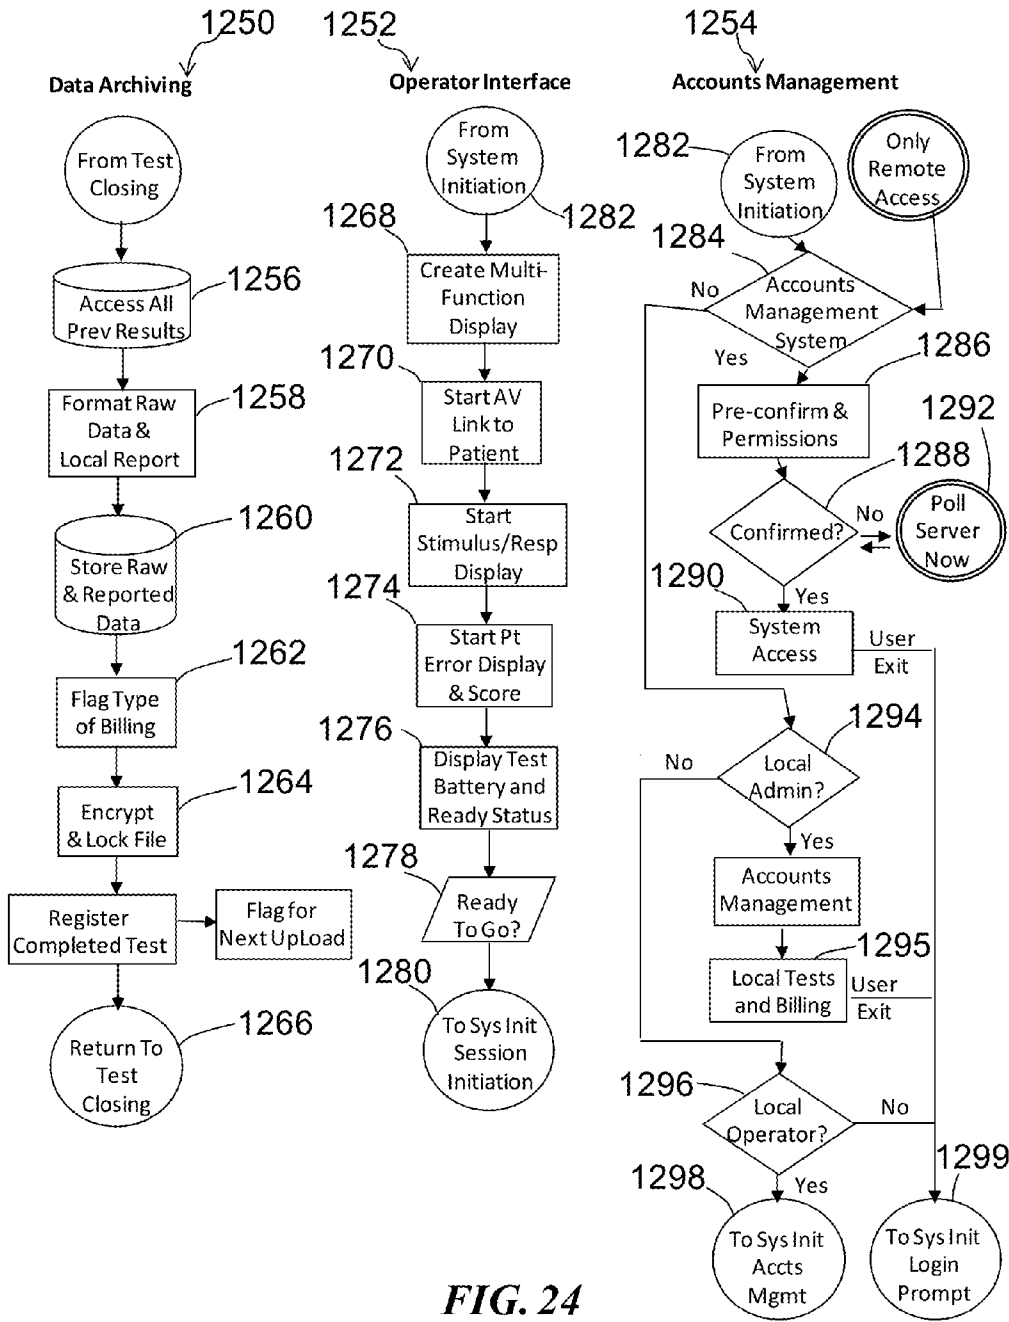 1250
Data Archiving
From Test
Closing
1256
Access All
Prev Results
1258
Format Raw
Data &
Local Report
1260
Store Raw
& Reported
Data
1262
Flag Type
of Billing
1264
Encrypt
& Lock File
Register
Completed Test
Flag for
Next UpLoad
1266
Return To
Test
Closing
1252
Operator Interface
From
System
Initiation
1282
1268
Create Multi-
Function
Display
1270
Start AV
Link to
Patient
1272
Start
Stimulus/Resp
Display
1274
Start Pt
Error Display
& Score
1276
Display Test
Battery and
Ready Status
1278
Ready
To Go?
1280
To Sys Init
Session
Initiation
1254
Accounts Management
1282
From
System
Initiation
Only
Remote
Access
1284
Accounts
Management
System
No
Yes
1286
Pre-confirm &
Permissions
1288
Confirmed?
No
1292
Poll
Server
Now
Yes
1290
System
Access
User
Exit
1294
Local
Admin?
No
Yes
Accounts
Management
1295
Local Tests
and Billing
User
Exit
1296
Local
Operator?
No
Yes
1298
To Sys Init
Accts
Mgmt
1299
To Sys Init
Login
Prompt
FIG. 24